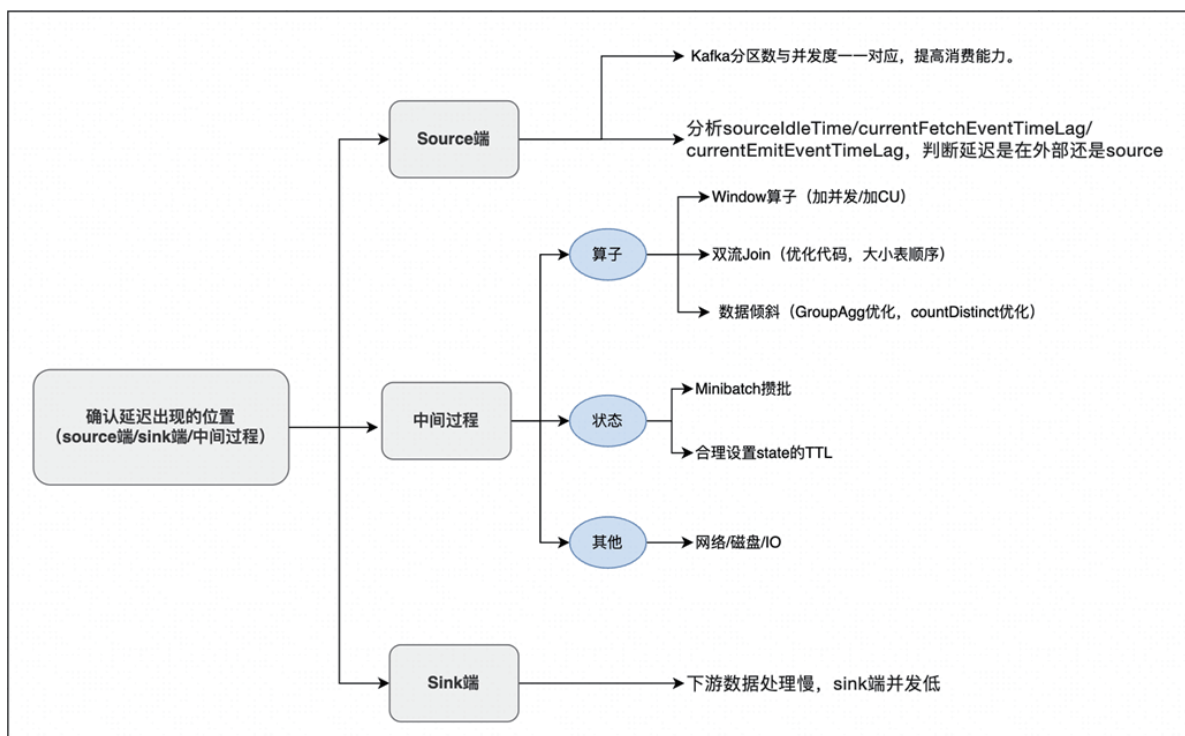 Kafka分区数与并发度一一对应，提高消费能力。
Source端
分析sourceIdleTime/currentFetchEventTimeLag/
currentEmitEventTimeLag，判断延迟是在外部还是source
Window算子（加并发/加CU）
算子
双流Join（优化代码，大小表顺序）
数据倾斜（GroupAgg优化，countDistinct优化）
确认延迟出现的位置
（source端/sink端/中间过程）
中间过程
Minibatch攒批
状态
合理设置state的TTL
其他
网络/磁盘/IO
Sink端
下游数据处理慢，sink端并发低